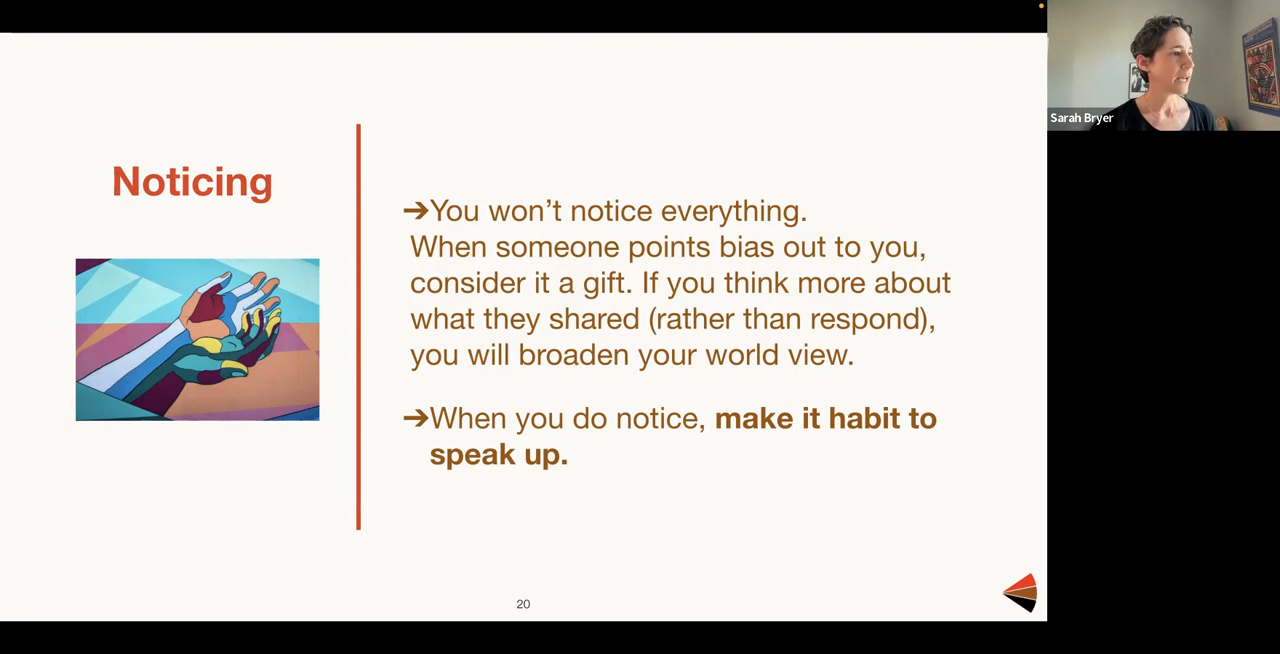 Noticing
➔You won’t notice everything.
When someone points bias out to you,
consider it a gift. If you think more about
what they shared (rather than respond),
you will broaden your world view.
➔When you do notice, make it habit to
speak up.
20
Sarah Bryer